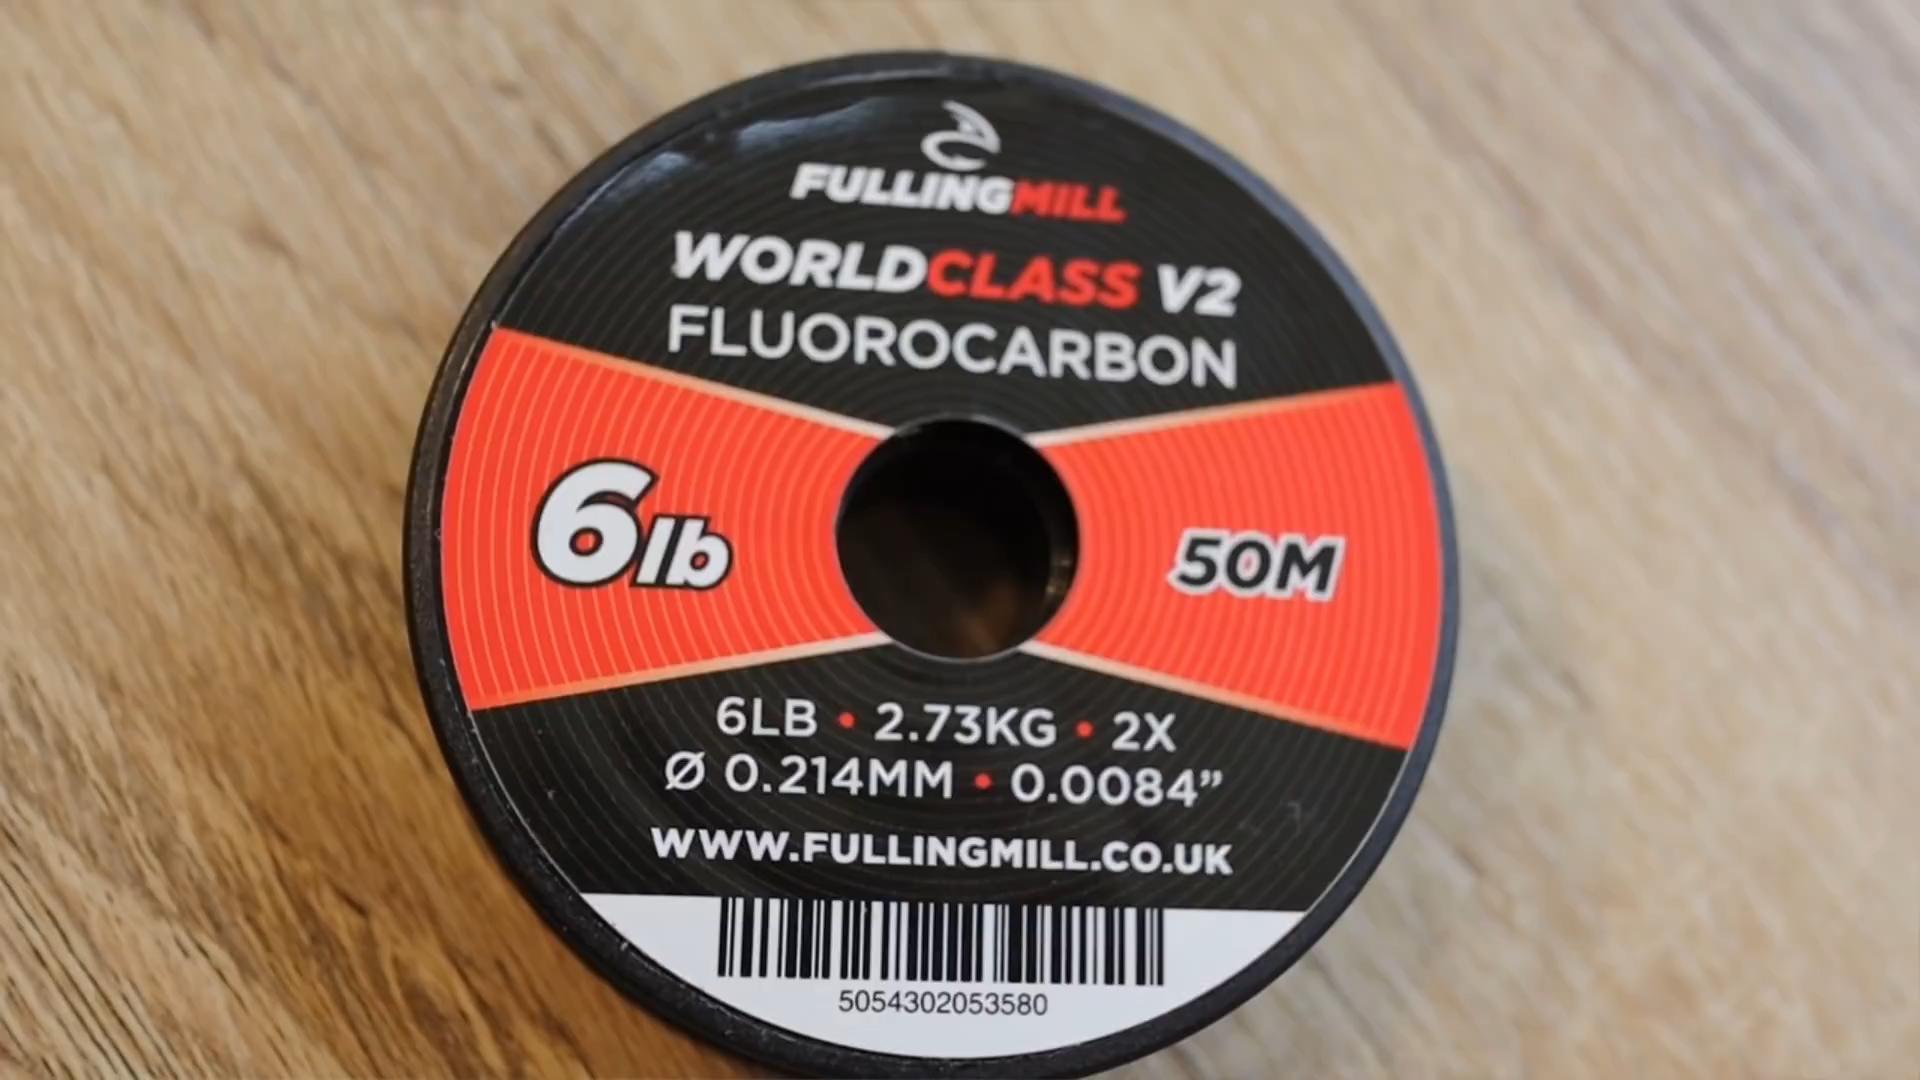 FULLINGMILL
WORLDCLASS V2
FLUOROCARBON
6lb
50M
6LB • 2.73KG • 2X
Ø 0.214MM • 0.0084”
WWW.FULLINGMILL.CO.UK
5054302053580